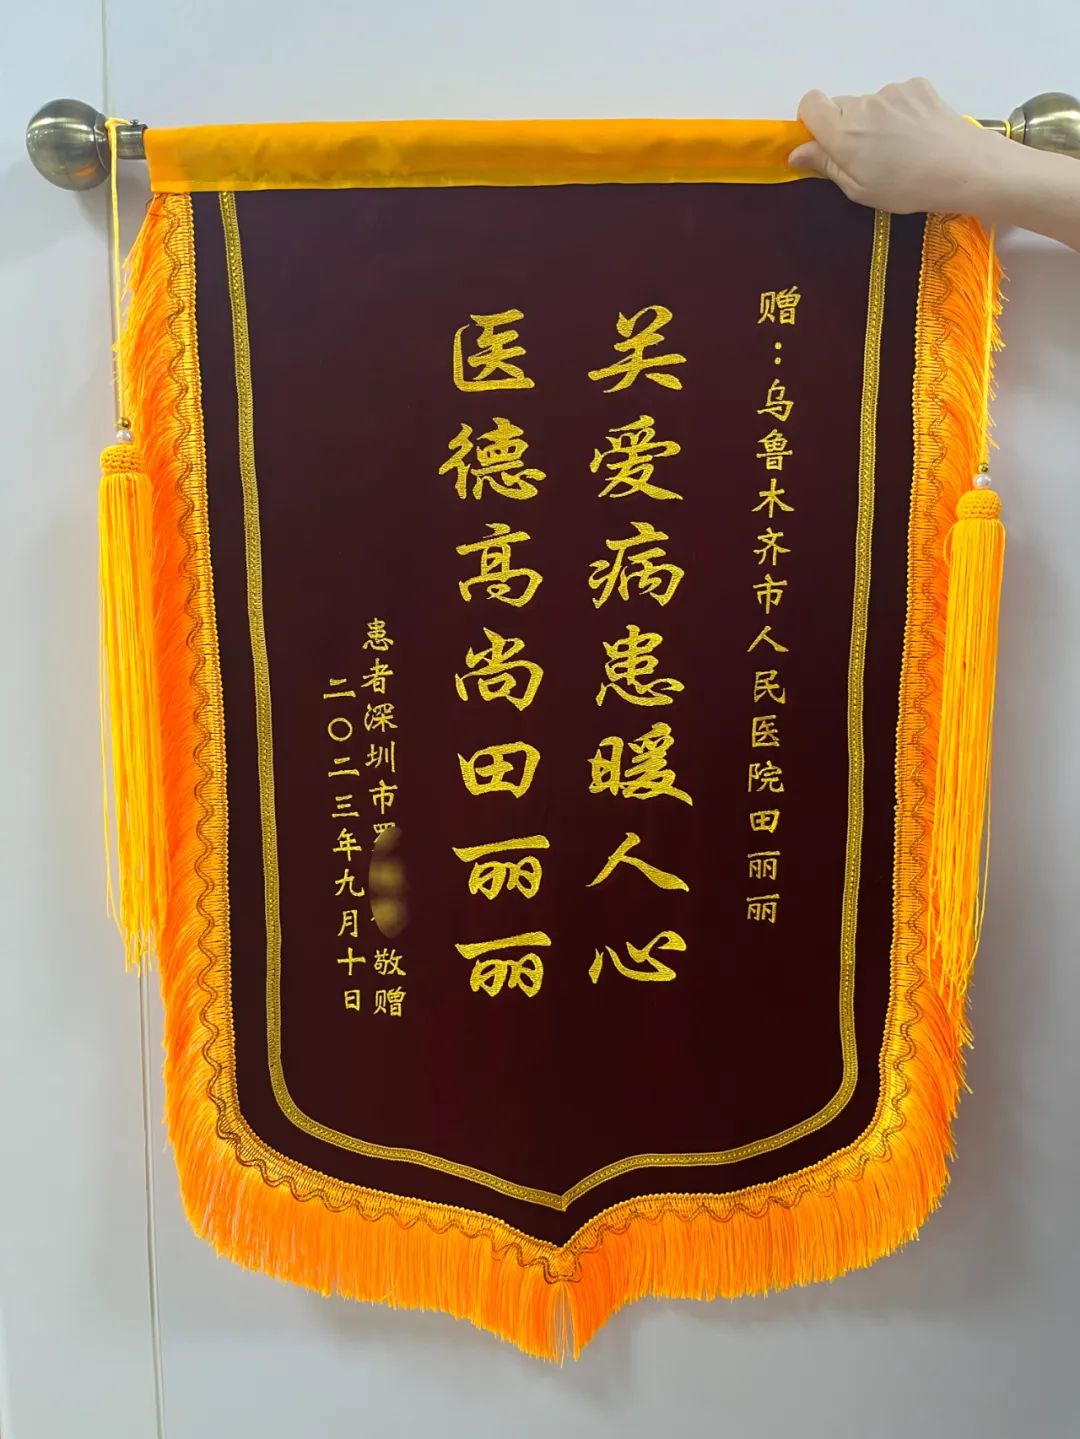 赠：乌鲁木齐市人民医院田丽丽
关爱病患暖人心
医德高尚田丽丽
患者深圳市罗 敬赠
二〇二三年九月十日